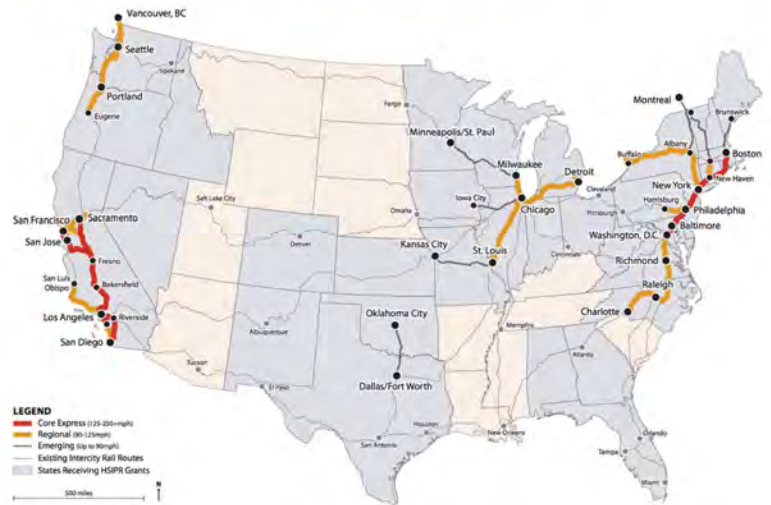 Vancouver, BC
Seattle
Spokane
Portland
Eugene
Fargo
Minneapolis/St. Paul
Milwaukee
Detroit
Chicago
Iowa City
Omaha
Kansas City
St. Louis
Cleveland
Pittsburgh
Cincinnati
Montreal
Brunswick
Buffalo
Albany
Boston
New Haven
New York
Harrisburg
Philadelphia
Baltimore
Washington, D.C.
Richmond
Raleigh
Charlotte
San Francisco
Sacramento
San Jose
Fresno
San Luis
Obispo
Bakersfield
Los Angeles
Riverside
San Diego
Salt Lake City
Denver
Albuquerque
Tucson
El Paso
Oklahoma City
Dallas/Fort Worth
San Antonio
Houston
New Orleans
Memphis
Atlanta
Orlando
Tampa
Miami
LEGEND
Core Express (125-250+mph)
Regional (90-125mph)
Emerging (Up to 90mph)
Existing Intercity Rail Routes
States Receiving HSIPR Grants
500 miles
N